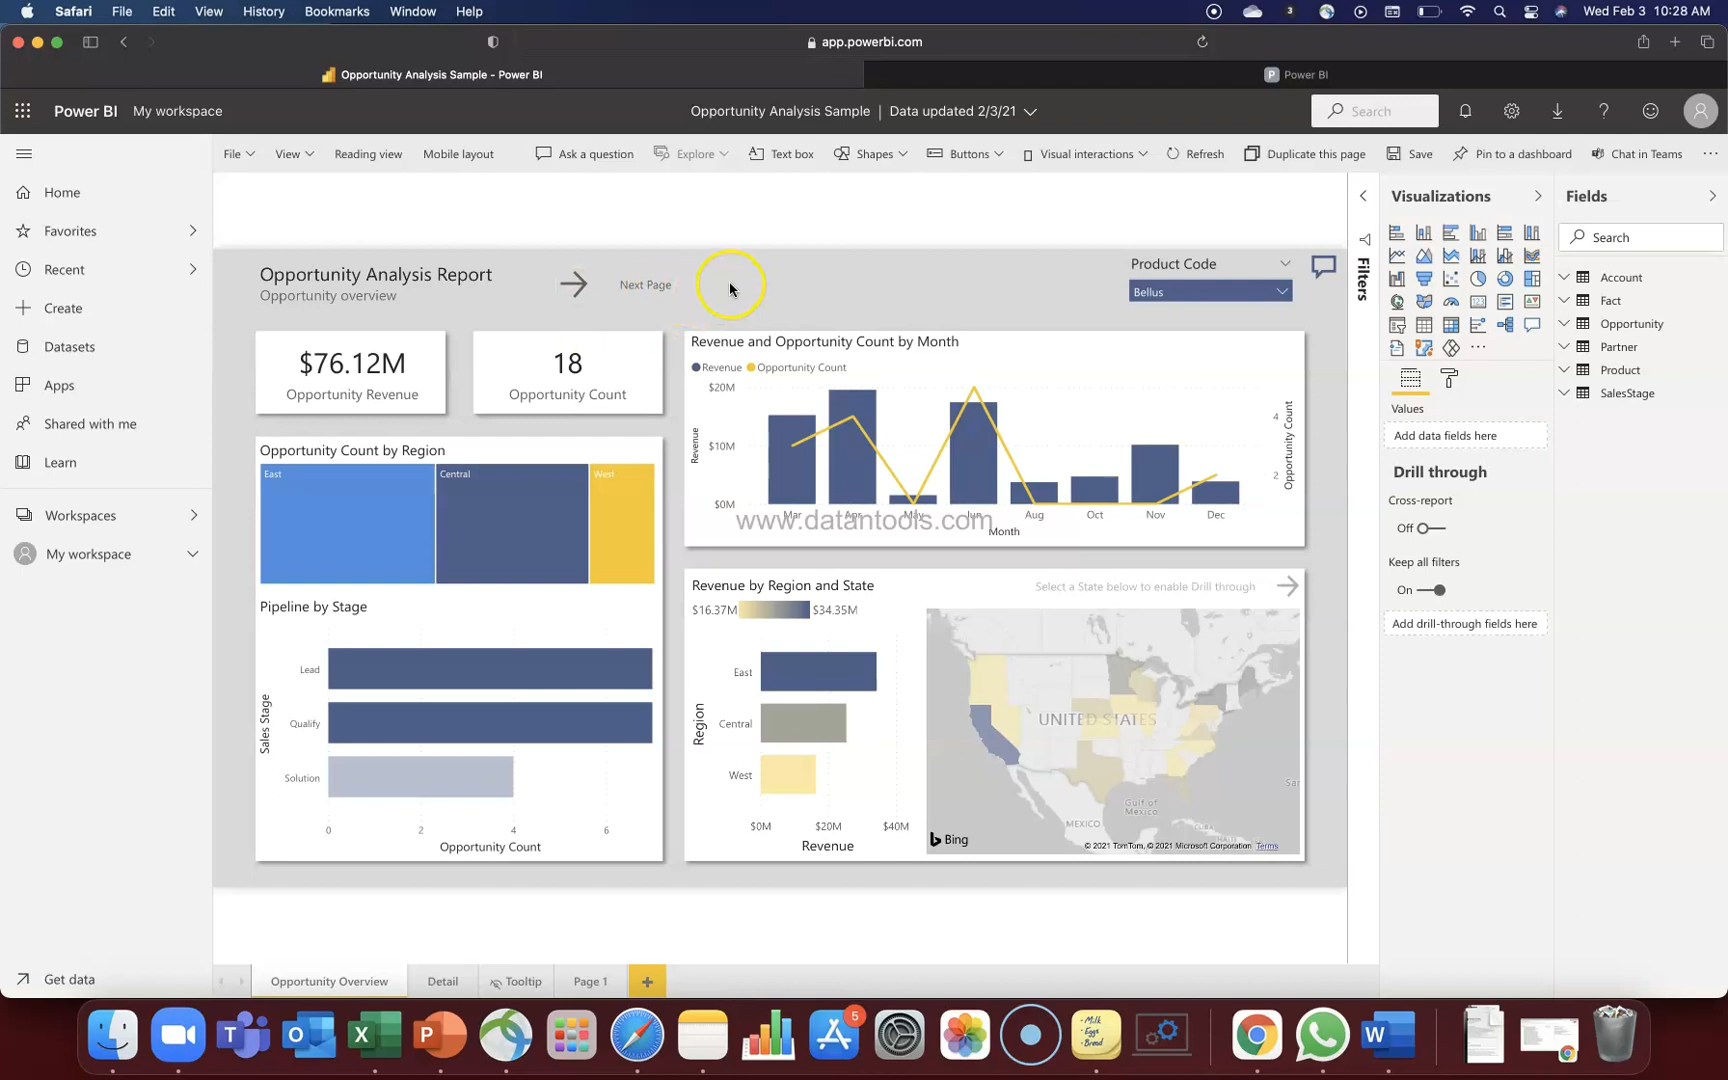 Safari File Edit View History Bookmarks Window Help
3
Wed Feb 3 10:28 AM
app.powerbi.com
Opportunity Analysis Sample - Power BI
P Power BI
Power BI My workspace
Opportunity Analysis Sample | Data updated 2/3/21
Search
File View Reading view Mobile layout Ask a question Explore Text box Shapes Buttons Visual interactions Refresh Duplicate this page Save Pin to a dashboard Chat in Teams ...
Home
Favorites
Recent
Create
Datasets
Apps
Shared with me
Learn
Workspaces
My workspace
Get data
Opportunity Analysis Report
Opportunity overview
Next Page
Product Code
Bellus
$76.12M
Opportunity Revenue
18
Opportunity Count
Opportunity Count by Region
East Central West
Pipeline by Stage
Sales Stage
Lead
Qualify
Solution
0 2 4 6
Opportunity Count
Revenue and Opportunity Count by Month
Revenue Opportunity Count
$20M
$10M
$0M
Revenue
4
2
Opportunity Count
Mar Apr May Jun Aug Oct Nov Dec
Month
www.datantools.com
Revenue by Region and State
Select a State below to enable Drill through
$16.37M $34.35M
Region
East
Central
West
$0M $20M $40M
Revenue
UNITED STATES
MEXICO
Gulf of
Mexico
CUBA
Bing
© 2021 TomTom, © 2021 Microsoft Corporation Terms
Opportunity Overview Detail Tooltip Page 1 +
Filters
Visualizations
Values
Add data fields here
Drill through
Cross-report
Off
Keep all filters
On
Add drill-through fields here
Fields
Search
Account
Fact
Opportunity
Partner
Product
SalesStage
5
Milk
Eggs
Bread